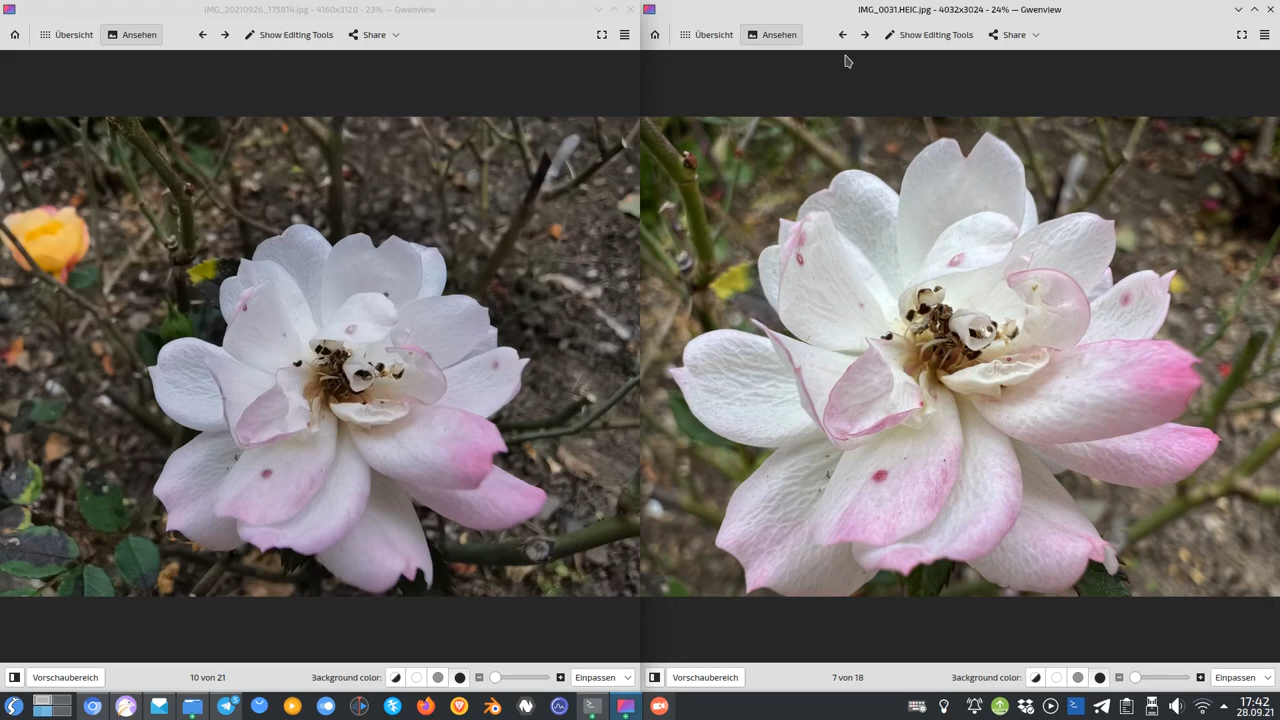 IMG_20210926_175814.jpg - 4160x3120 - 23% — Gwenview
Übersicht Ansehen Show Editing Tools Share
Vorschaubereich 10 von 21 Background color: Einpassen
IMG_0031.HEIC.jpg - 4032x3024 - 24% — Gwenview
Übersicht Ansehen Show Editing Tools Share
Vorschaubereich 7 von 18 Background color: Einpassen
5
17:42
28.09.21